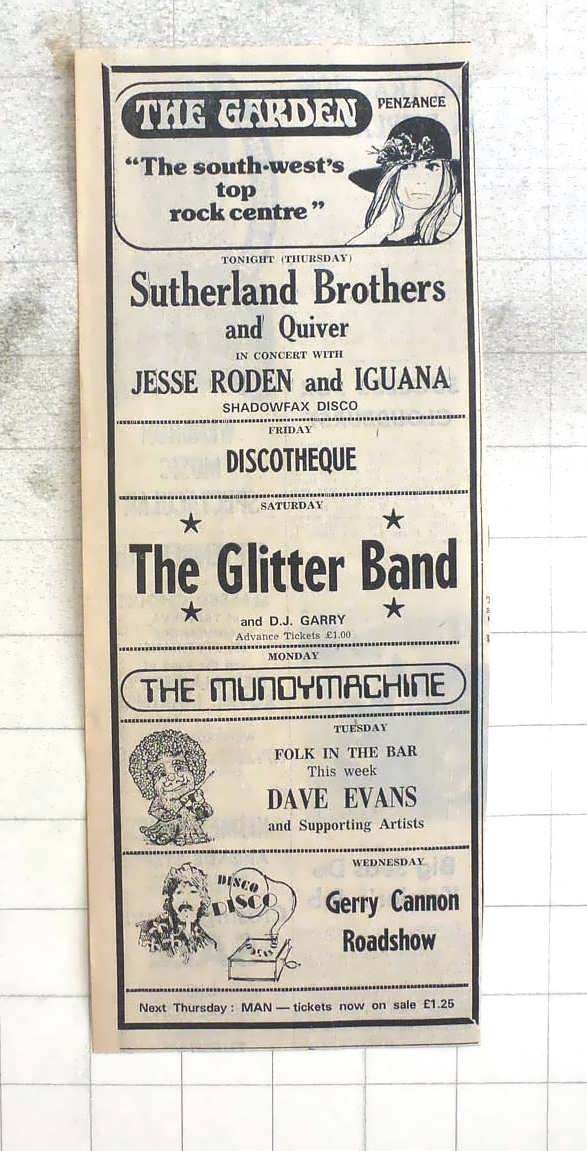 THE GARDEN PENZANCE
“The south-west's
top
rock centre”
TONIGHT (THURSDAY)
Sutherland Brothers
and Quiver
IN CONCERT WITH
JESSE RODEN and IGUANA
SHADOWFAX DISCO
FRIDAY
DISCOTHEQUE
SATURDAY
The Glitter Band
and D.J. GARRY
Advance Tickets £1.00
MONDAY
THE MUNDYMACHINE
TUESDAY
FOLK IN THE BAR
This week
DAVE EVANS
and Supporting Artists
WEDNESDAY
DISCO
DISCO
Gerry Cannon
Roadshow
Next Thursday : MAN — tickets now on sale £1.25